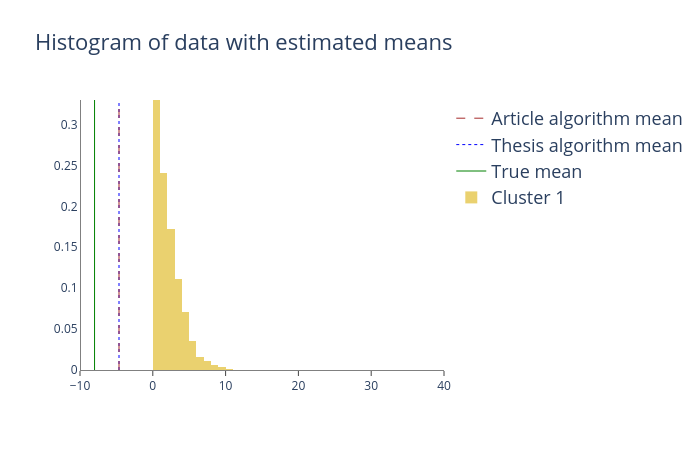 Histogram of data with estimated means
Article algorithm mean
Thesis algorithm mean
True mean
Cluster 1
0.3
0.25
0.2
0.15
0.1
0.05
0
−10
0
10
20
30
40